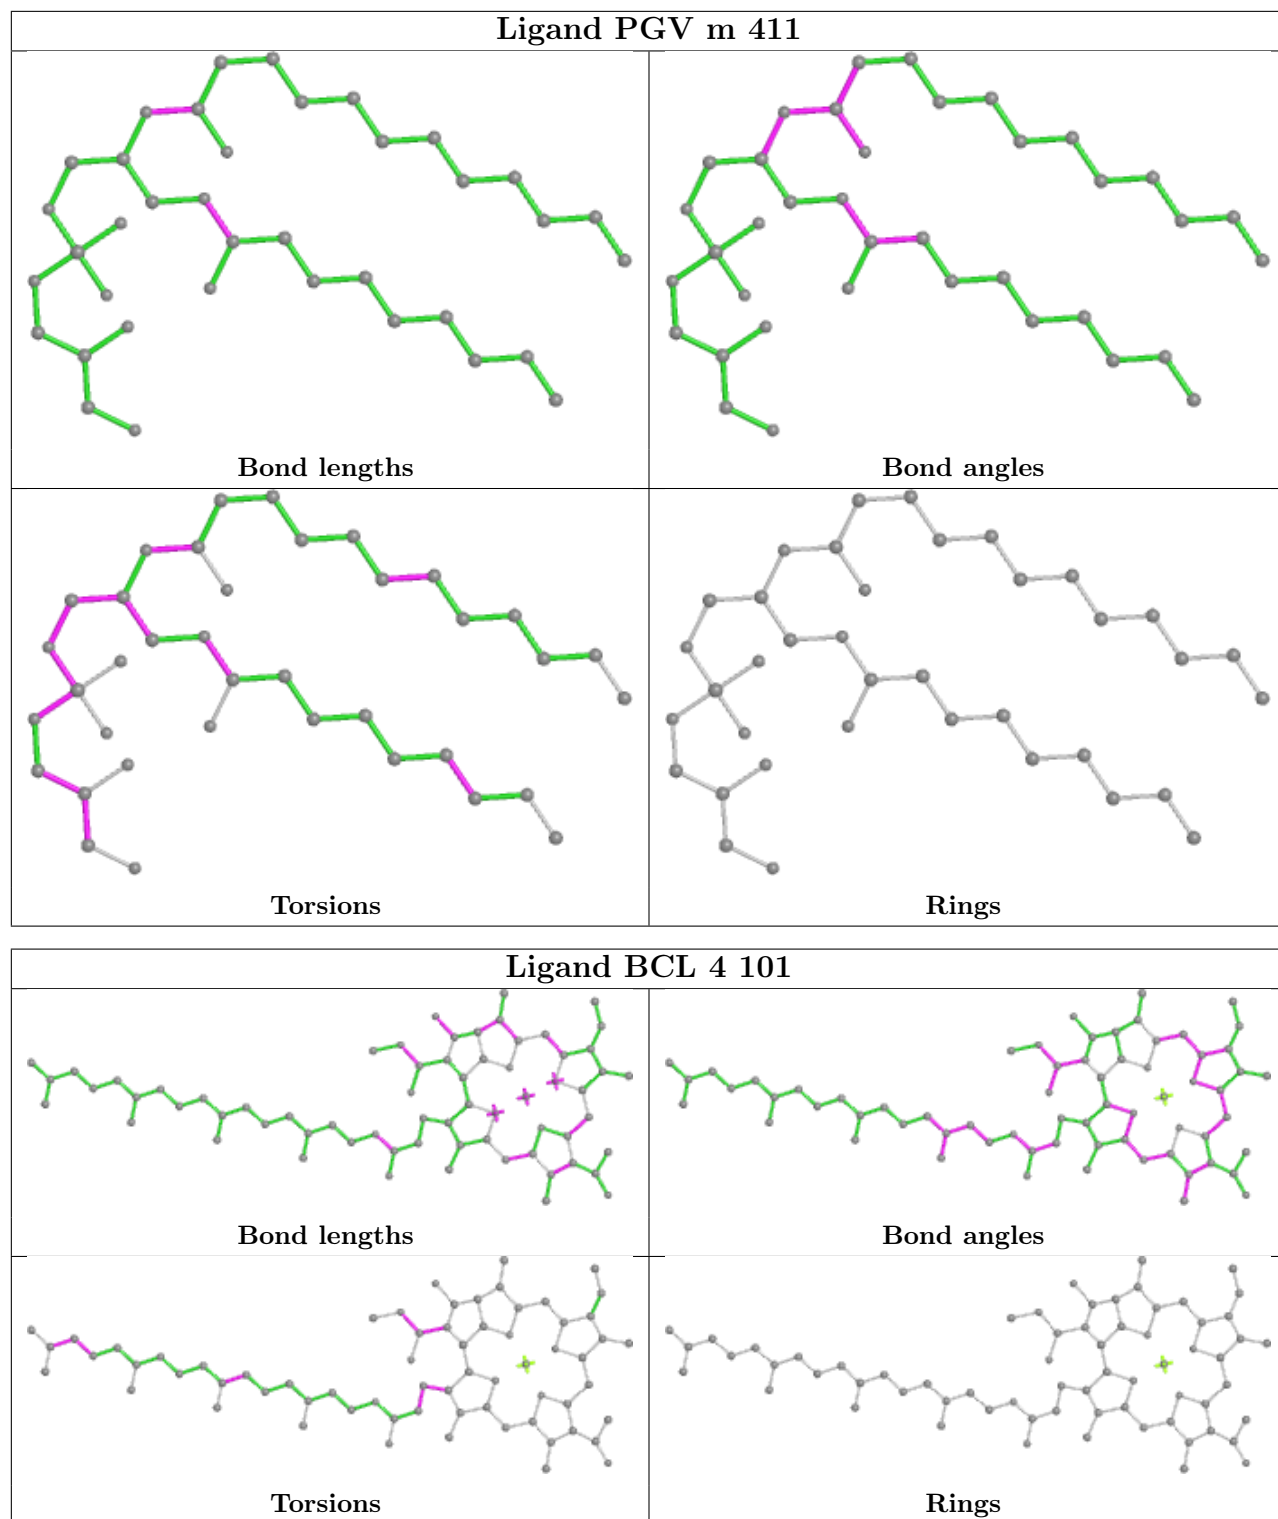 Ligand PGV m 411
Bond lengths
Bond angles
Torsions
Rings
Ligand BCL 4 101
Bond lengths
Bond angles
Torsions
Rings